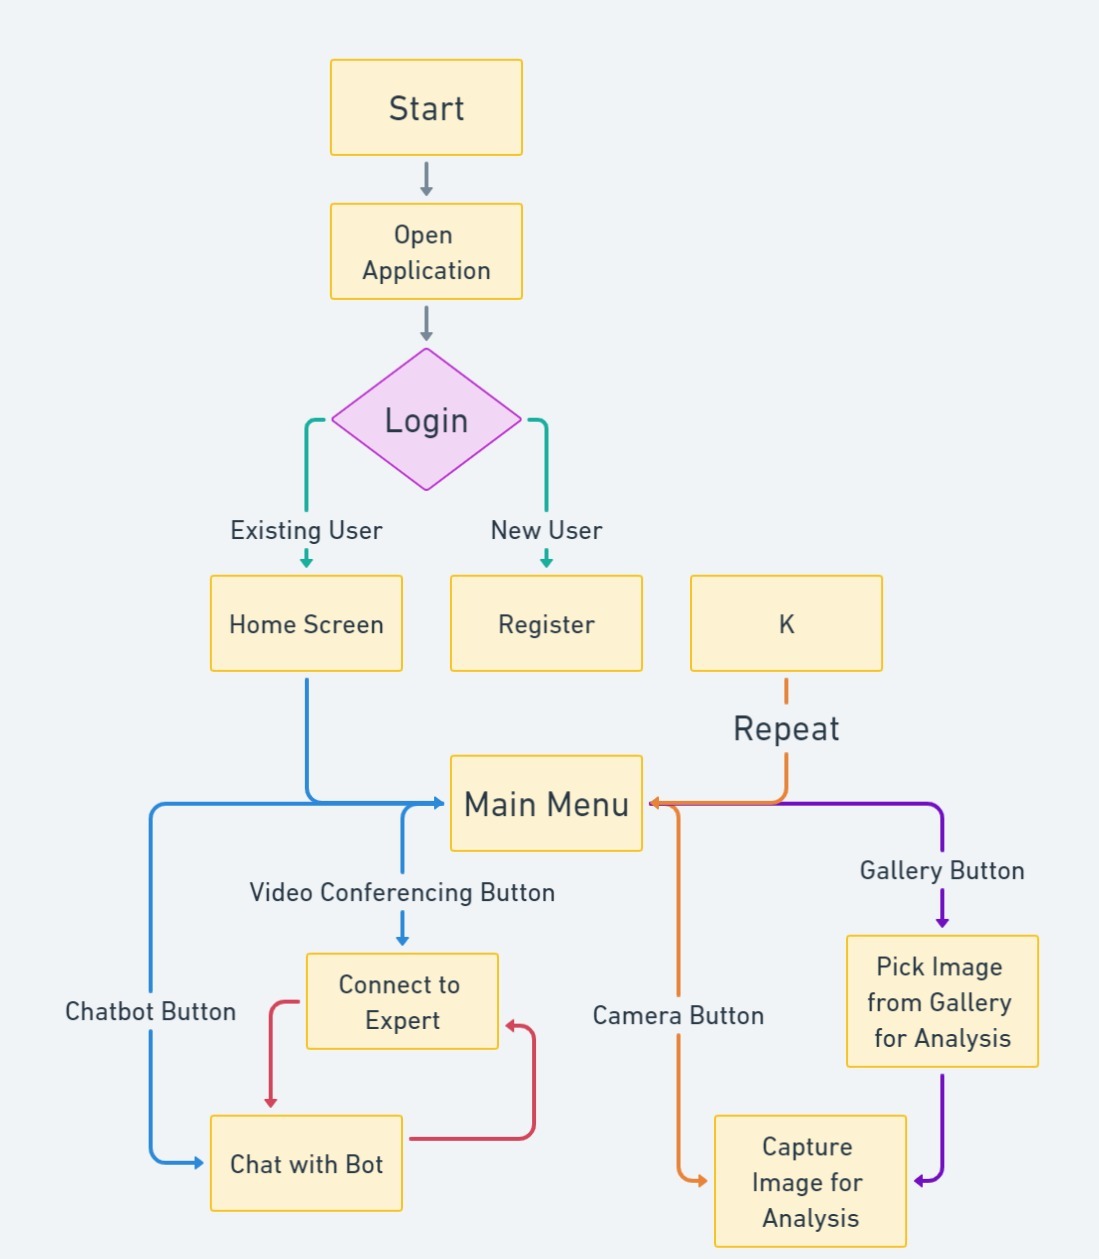 Start
Open
Application
Login
Existing User
New User
Home Screen
Register
K
Repeat
Main Menu
Gallery Button
Video Conferencing Button
Pick Image
from Gallery
for Analysis
Connect to
Expert
Chatbot Button
Camera Button
Chat with Bot
Capture
Image for
Analysis